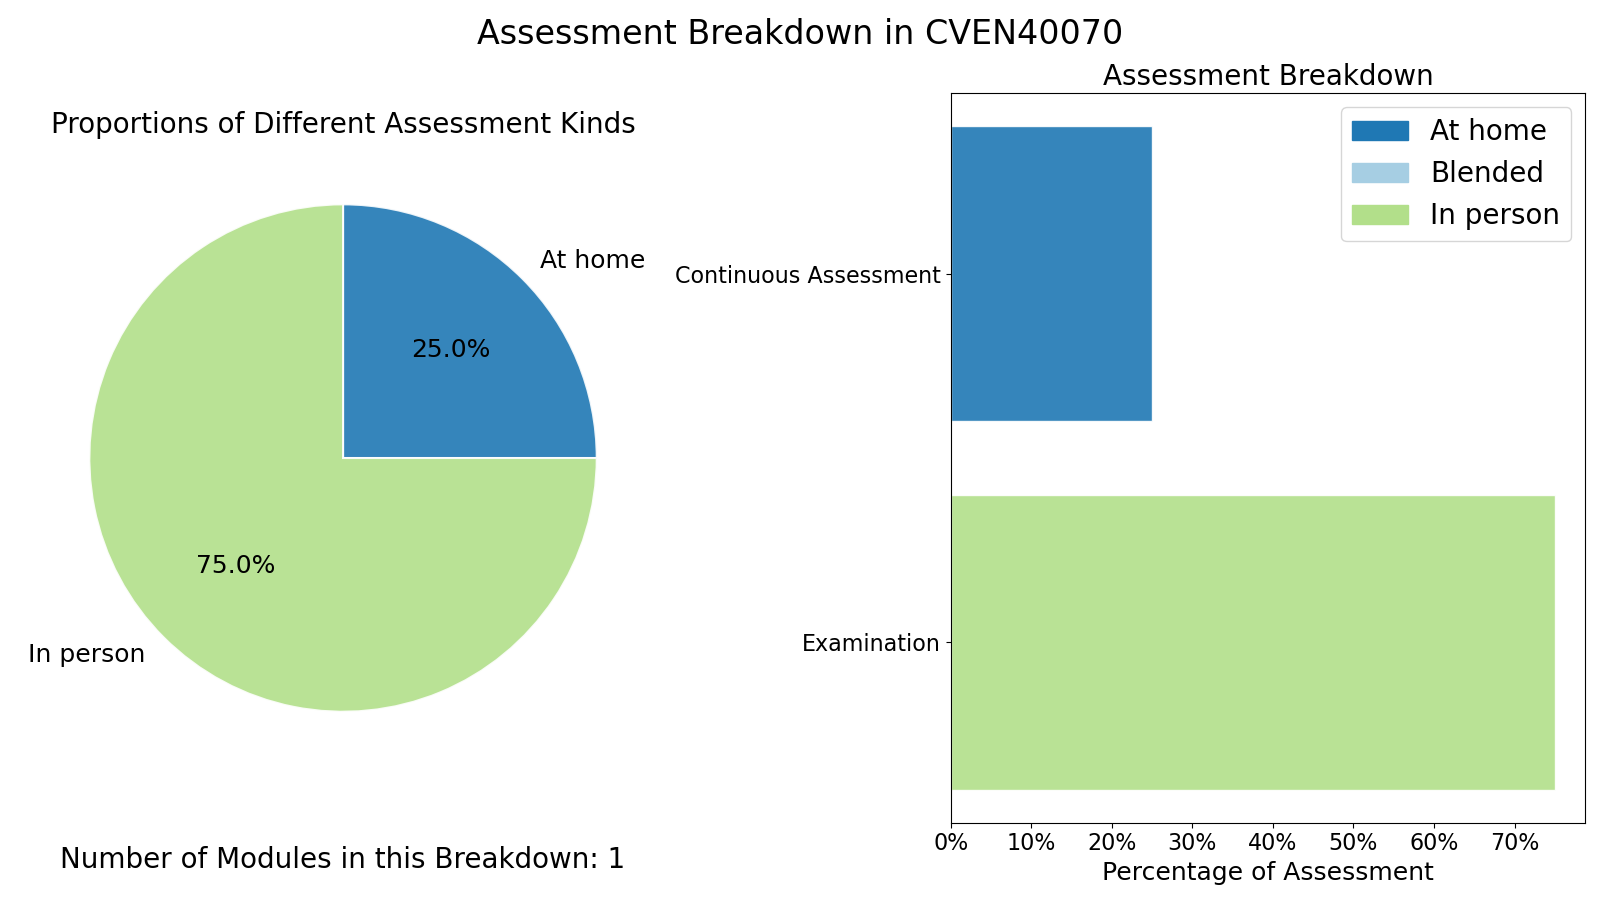 Assessment Breakdown in CVEN40070
Proportions of Different Assessment Kinds
At home
25.0%
75.0%
In person
Number of Modules in this Breakdown: 1
Assessment Breakdown
At home
Blended
In person
Continuous Assessment
Examination
0% 10% 20% 30% 40% 50% 60% 70%
Percentage of Assessment